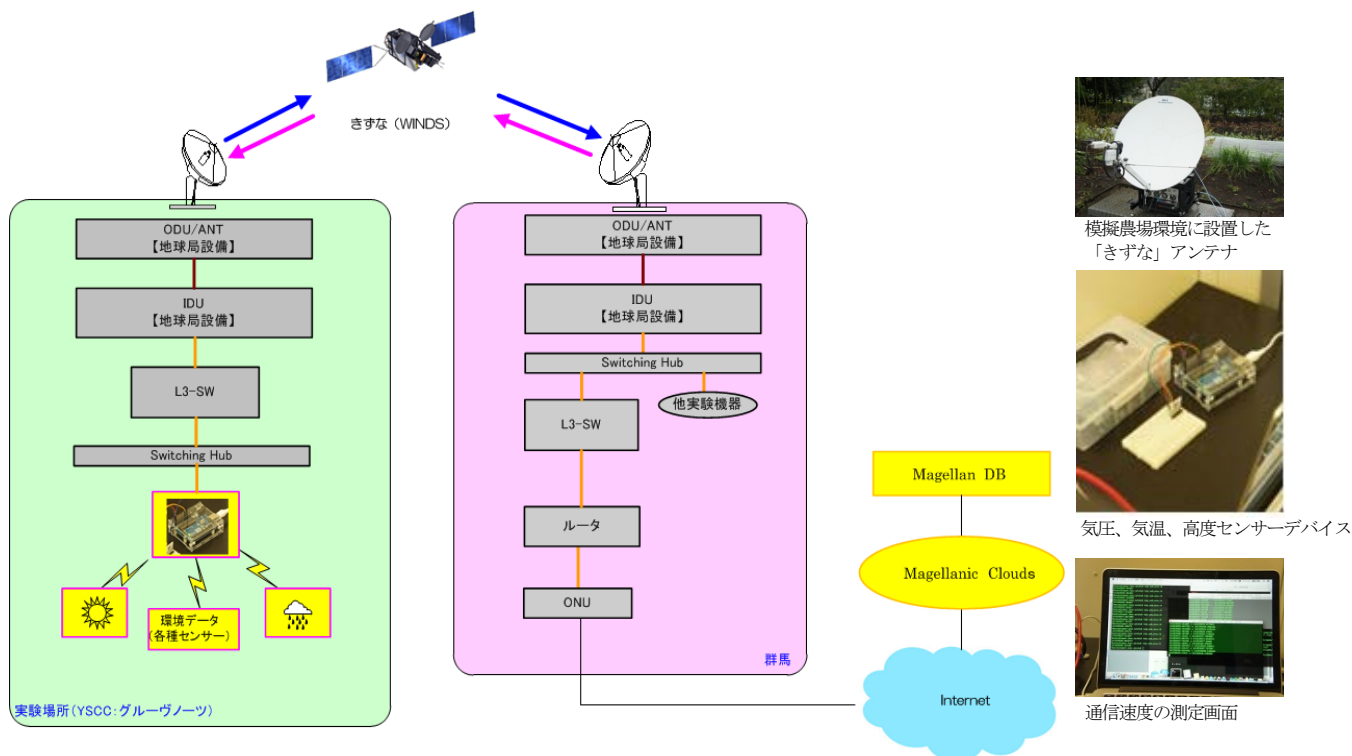 きずな（WINDS）
ODU/ANT
【地球局設備】
IDU
【地球局設備】
L3-SW
Switching Hub
環境データ
(各種センサー)
実験場所(YSCC:グルーヴノーツ)
ODU/ANT
【地球局設備】
IDU
【地球局設備】
Switching Hub
他実験機器
L3-SW
ルータ
ONU
群馬
Magellan DB
Magellanic Clouds
Internet
模擬農場環境に設置した
「きずな」アンテナ
気圧、気温、高度センサーデバイス
通信速度の測定画面